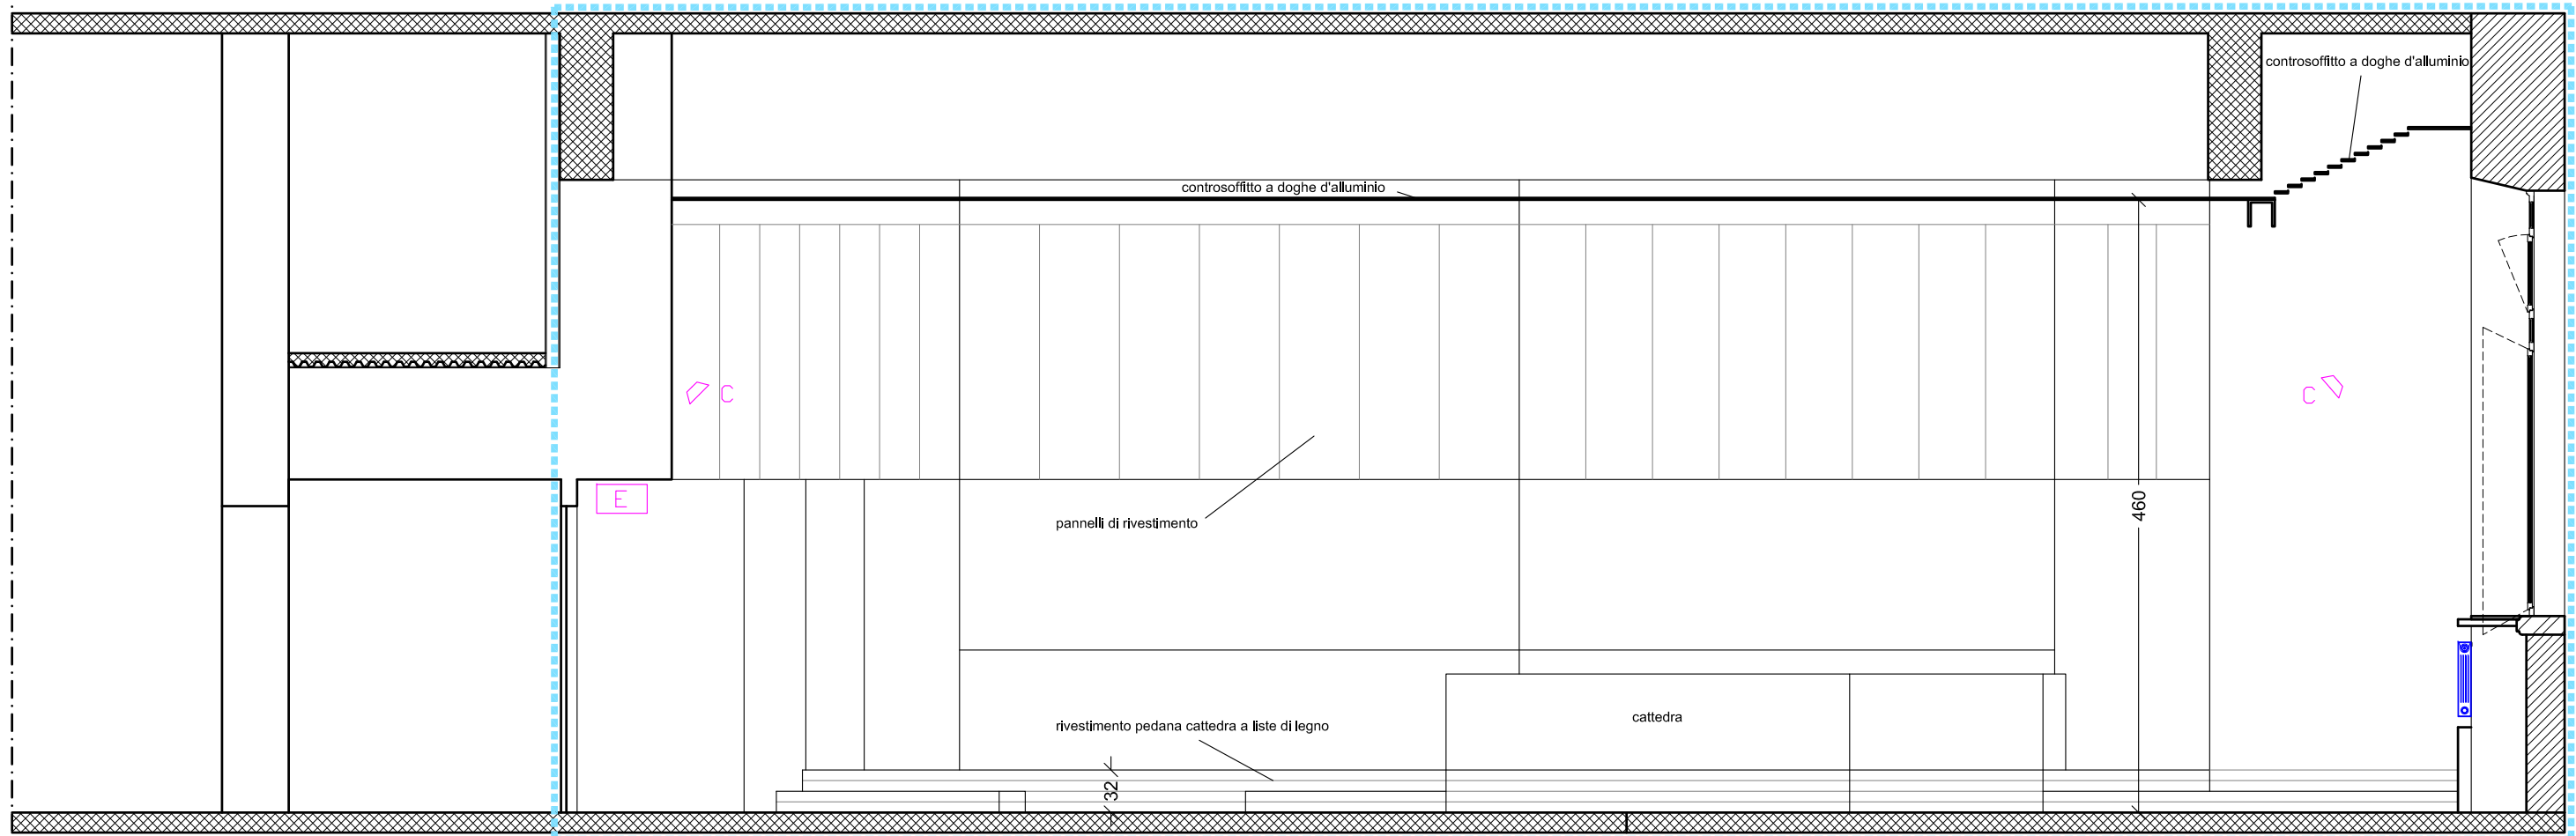 controsoffitto a doghe d'alluminio
controsoffitto a doghe d'alluminio
C
C
E
460
pannelli di rivestimento
cattedra
rivestimento pedana cattedra a liste di legno
32